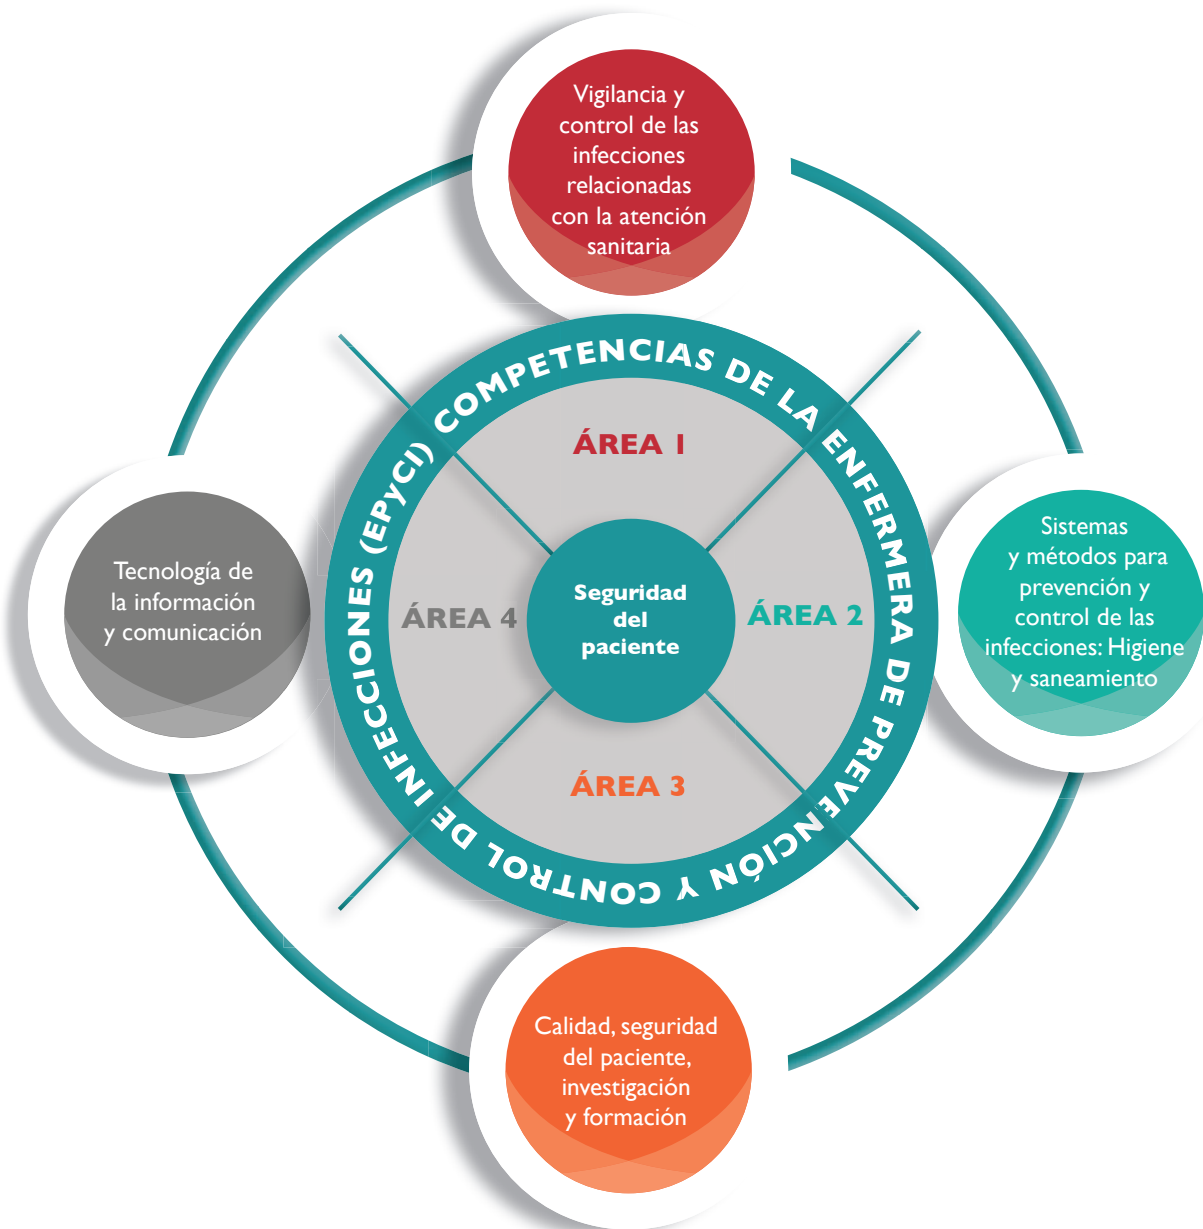 Vigilancia y
control de las
infecciones
relacionadas
con la atención
sanitaria
COMPETENCIAS DE LA ENFERMERA DE PREVENCIÓN Y CONTROL DE INFECCIONES (EPyCI)
ÁREA 1
Sistemas
y métodos para
prevención y
control de las
infecciones: Higiene
y saneamiento
Tecnología de
la información
y comunicación
ÁREA 4
Seguridad
del
paciente
ÁREA 2
ÁREA 3
Calidad, seguridad
del paciente,
investigación
y formación